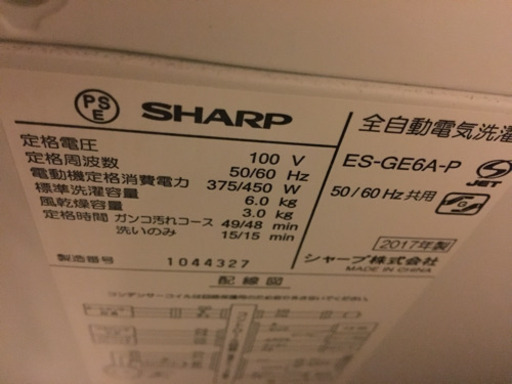 PS
E
SHARP
定格電圧 100 V
定格周波数 50/60 Hz
電動機定格消費電力 375/450 W
標準洗濯容量 6.0 kg
風乾燥容量 3.0 kg
定格時間 ガンコ汚れコース 49/48 min
洗いのみ 15/15 min
製造番号 1044327
全自動電気洗濯
ES-GE6A-P
JET
50/60 Hz共用
2017年製
シャープ株式会社
MADE IN CHINA
配線図